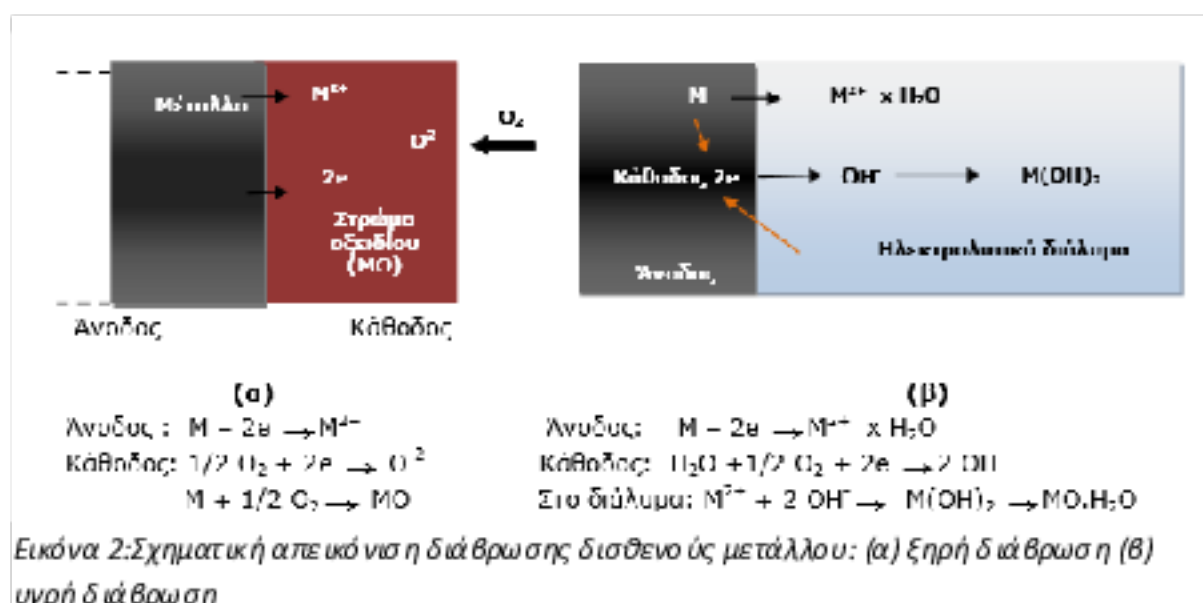 Μέταλλο
M²⁺
O²
2e
Στρώμα
οξειδίου
(MO)
O₂
Άνοδος Κάθοδος
M M²⁺ x H₂O
Κάθοδος 2e OH⁻ M(OH)₂
Ηλεκτρολυτικό διάλυμα
Άνοδος
(α) (β)
Άνοδος : M – 2e → M²⁺
Κάθοδος: 1/2 O₂ + 2e → O⁻²
M + 1/2 O₂ → MO
Άνοδος: M – 2e → M²⁺ x H₂O
Κάθοδος: H₂O +1/2 O₂ + 2e → 2 OH
Στο διάλυμα: M²⁺ + 2 OH⁻ → M(OH)₂ → MO.H₂O
Εικόνα 2:Σχηματική απεικόνιση διάβρωσης δισθενούς μετάλλου: (α) ξηρή διάβρωση (β)
υγρή διάβρωση